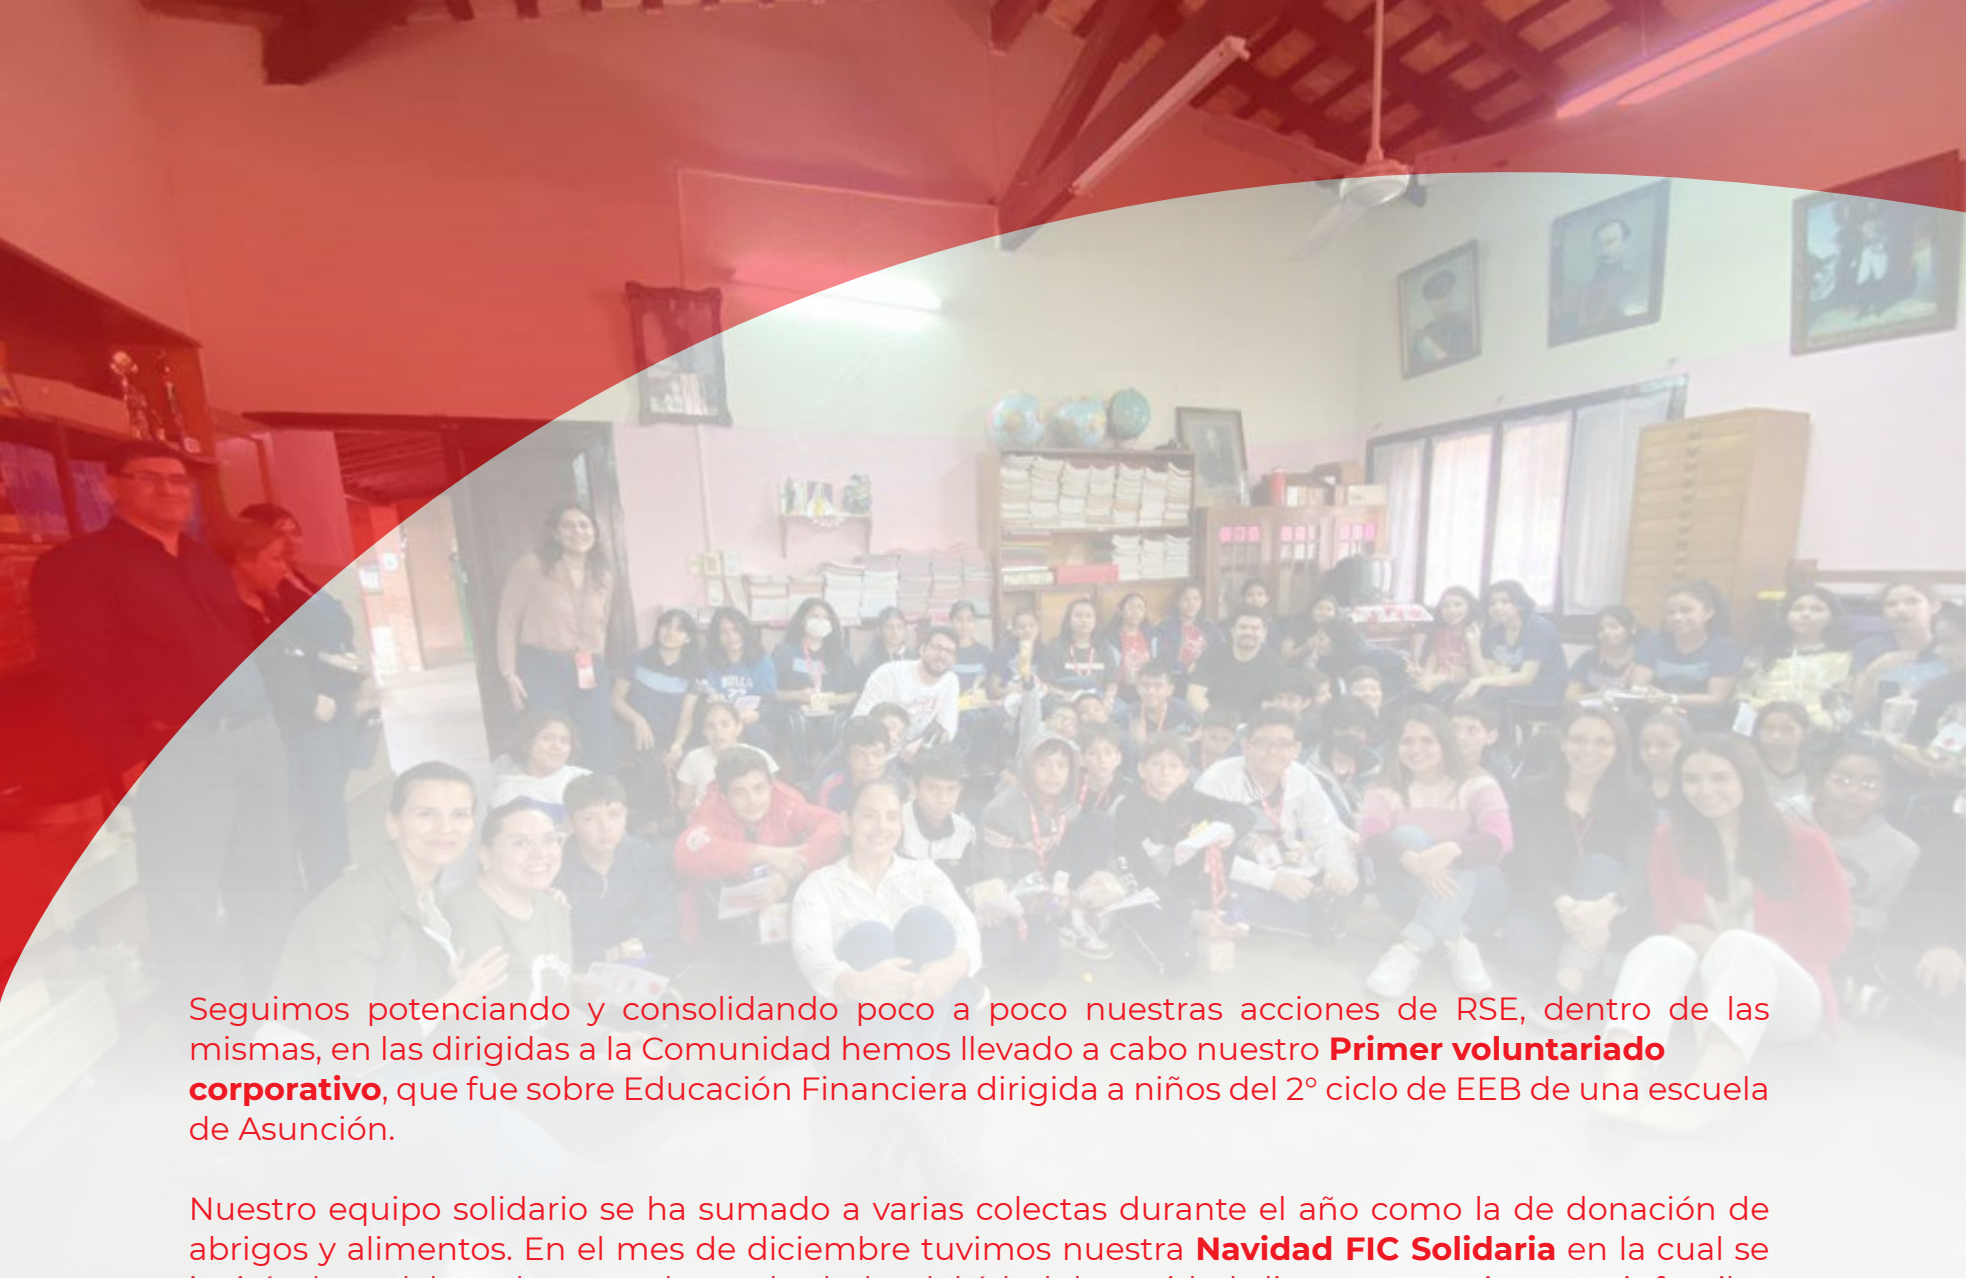 Seguimos potenciando y consolidando poco a poco nuestras acciones de RSE, dentro de las
mismas, en las dirigidas a la Comunidad hemos llevado a cabo nuestro Primer voluntariado
corporativo, que fue sobre Educación Financiera dirigida a niños del 2° ciclo de EEB de una escuela
de Asunción.
Nuestro equipo solidario se ha sumado a varias colectas durante el año como la de donación de
abrigos y alimentos. En el mes de diciembre tuvimos nuestra Navidad FIC Solidaria en la cual se